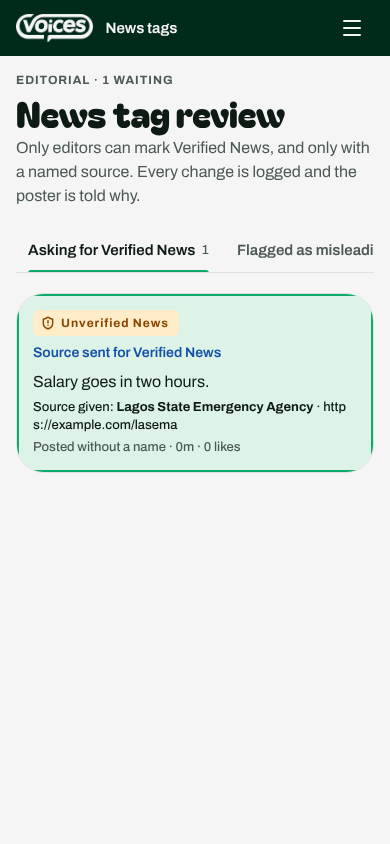 Voices
News tags
EDITORIAL · 1 WAITING
News tag review
Only editors can mark Verified News, and only with
a named source. Every change is logged and the
poster is told why.
Asking for Verified News 1
Flagged as misleadi
Unverified News
Source sent for Verified News
Salary goes in two hours.
Source given: Lagos State Emergency Agency · http
s://example.com/lasema
Posted without a name · 0m · 0 likes